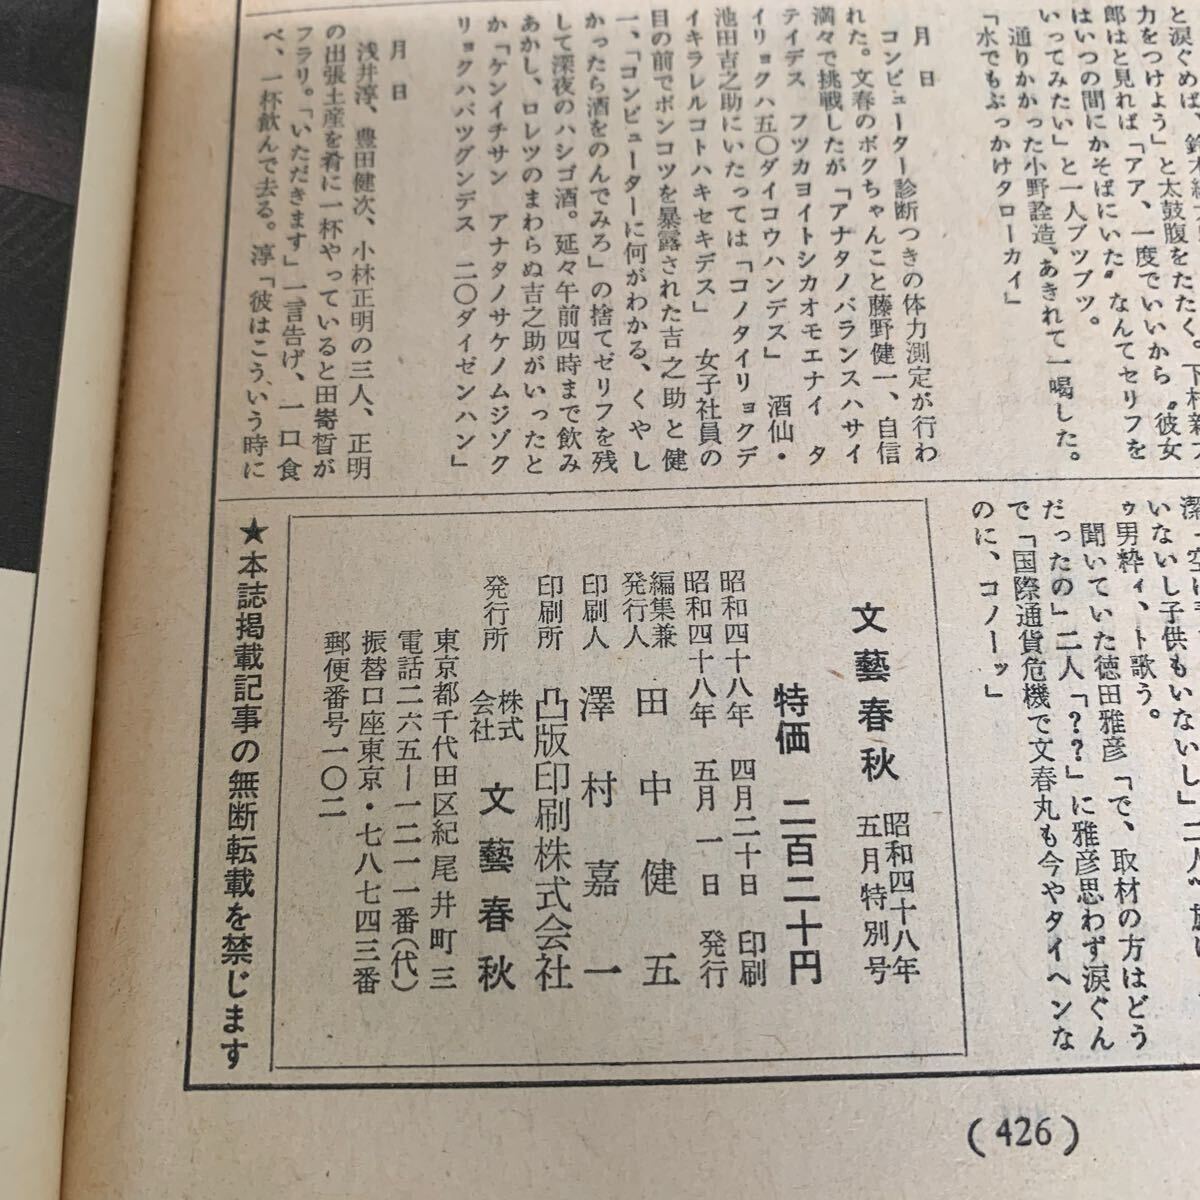 と涙ぐめば、
力をつけよう」と太鼓腹をたたく。下村新
郎はと見れば「アア、一度でいいから〝彼女
はいつの間にかそばにいた〟なんてセリフを
いってみたい」と一人ブツブツ。
通りかかった小野詮造、あきれて一喝した。
「水でもぶっかけタローカイ」
月　日
コンピューター診断つきの体力測定が行わ
れた。文春のボクちゃんこと藤野健一、自信
満々で挑戦したが「アナタノバランスハサイ
テイデス　フツカヨイトシカオモエナイ　タ
イリョクハ五〇ダイコウハンデス」　酒仙・
池田吉之助にいたっては「コノタイリョクデ
イキラレルコトハキセキデス」　女子社員の
目の前でポンコツを暴露された吉之助と健
一、「コンピューターに何がわかる、くやし
かったら酒をのんでみろ」の捨てゼリフを残
して深夜のハシゴ酒。延々午前四時まで飲み
あかし、ロレツのまわらぬ吉之助がいったと
か「ケンイチサン　アナタノサケノムジゾク
リョクハバツグンデス　二〇ダイゼンハン」
月　日
浅井淳、豊田健次、小林正明の三人、正明
の出張土産を肴に一杯やっていると田嵜晢が
フラリ。「いただきます」一言告げ、一口食
べ、一杯飲んで去る。淳「彼はこういう時に
いないし子供もいないし」
ゥ男粋ィ、ト歌う。
聞いていた徳田雅彦「で、取材の方はどう
だったの」二人「？？」に雅彦思わず涙ぐん
で「国際通貨危機で文春丸も今やタイヘンな
のに、コノーッ」
文藝春秋　昭和四十八年五月特別号
特価　二百二十円
昭和四十八年　四月二十日　印刷
昭和四十八年　五月一日　発行
編集兼発行人　田中健五
印刷人　澤村嘉一
印刷所　凸版印刷株式会社
発行所　株式会社　文藝春秋
東京都千代田区紀尾井町三
電話二六五―一二一一番(代)
振替口座東京・七八七四三番
郵便番号一〇二
★本誌掲載記事の無断転載を禁じます
(426)